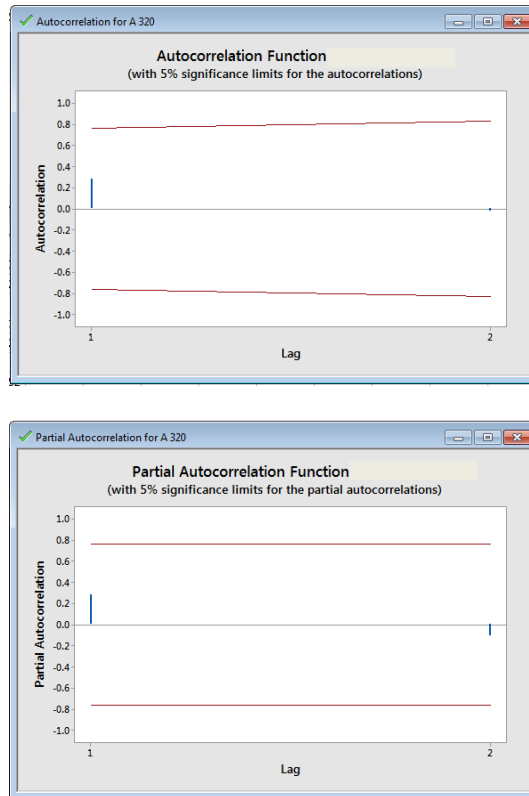 Autocorrelation for A 320
Autocorrelation Function
(with 5% significance limits for the autocorrelations)
1.0
0.8
0.6
0.4
0.2
0.0
-0.2
-0.4
-0.6
-0.8
-1.0
Autocorrelation
1
2
Lag
Partial Autocorrelation for A 320
Partial Autocorrelation Function
(with 5% significance limits for the partial autocorrelations)
1.0
0.8
0.6
0.4
0.2
0.0
-0.2
-0.4
-0.6
-0.8
-1.0
Partial Autocorrelation
1
2
Lag